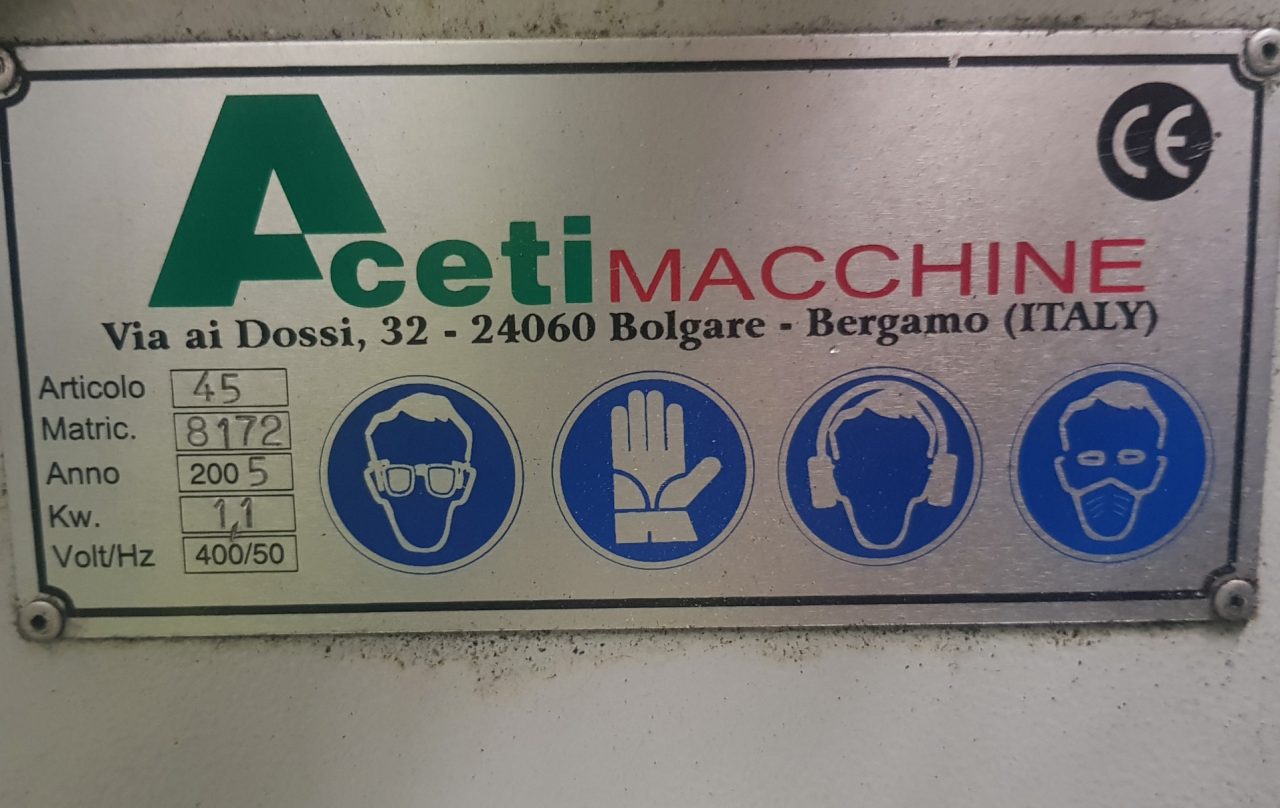 CE
Aceti MACCHINE
Via ai Dossi, 32 - 24060 Bolgare - Bergamo (ITALY)
Articolo 45
Matric. 8172
Anno 2005
Kw. 1,1
Volt/Hz 400/50